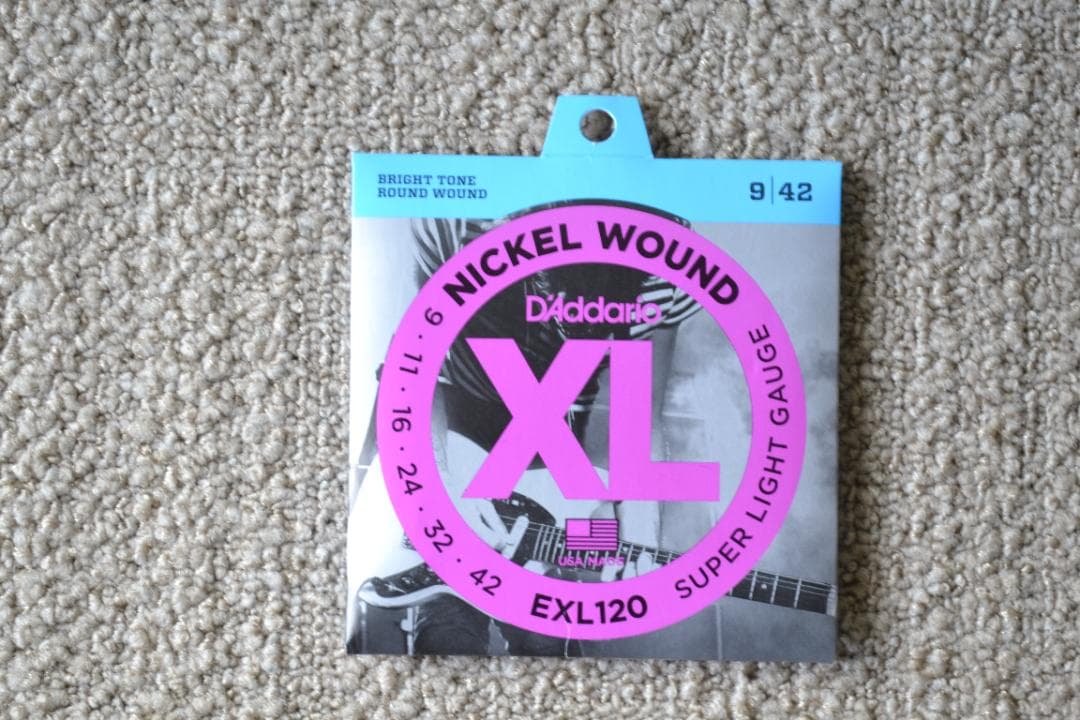 BRIGHT TONE
ROUND WOUND
9|42
NICKEL WOUND
D'Addario
XL
USA MADE
9 · 11 · 16 · 24 · 32 · 42
EXL120
SUPER LIGHT GAUGE